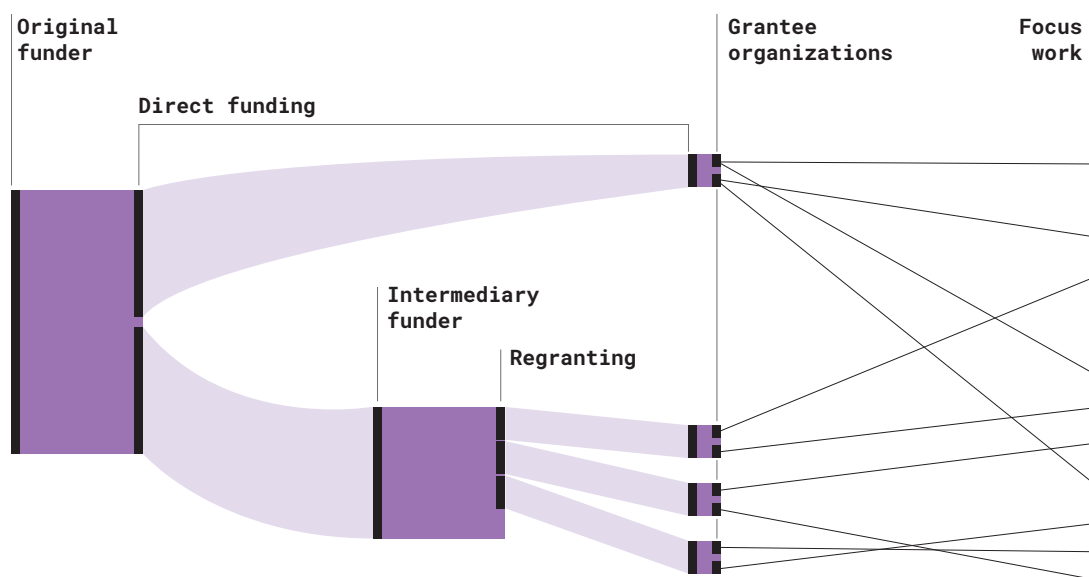 Original
funder
Grantee
organizations
Focus
work
Direct funding
Intermediary
funder
Regranting